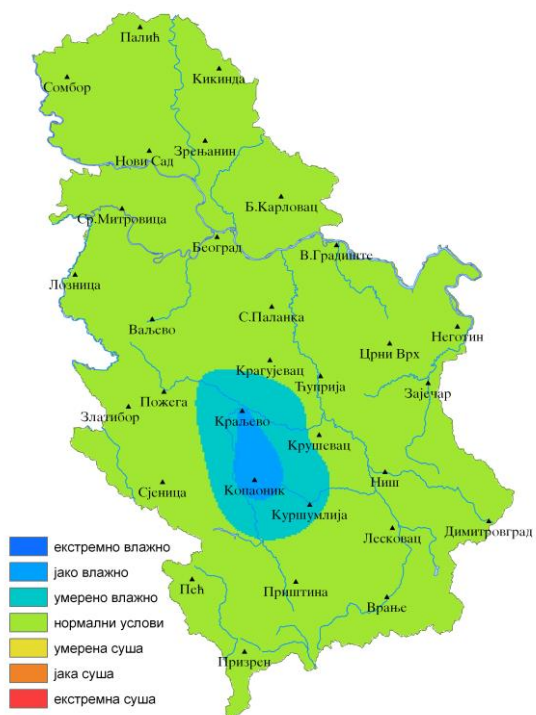 Палић
Кикинда
Сомбор
Зрењанин
Нови Сад
Б.Карловац
Ср.Митровица
Београд
В.Градиште
Лозница
С.Паланка
Ваљево
Неготин
Црни Врх
Крагујевац
Ћуприја
Зајечар
Пожега
Златибор
Краљево
Крушевац
Ниш
Сјеница
Копаоник
Куршумлија
Лесковац
Димитровград
екстремно влажно
јако влажно
умерено влажно
нормални услови
умерена суша
јака суша
екстремна суша
Пећ
Приштина
Врање
Призрен